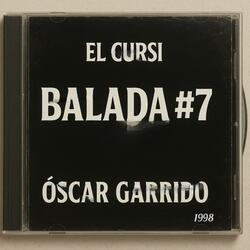 EL CURSI
BALADA #7
ÓSCAR GARRIDO
1998